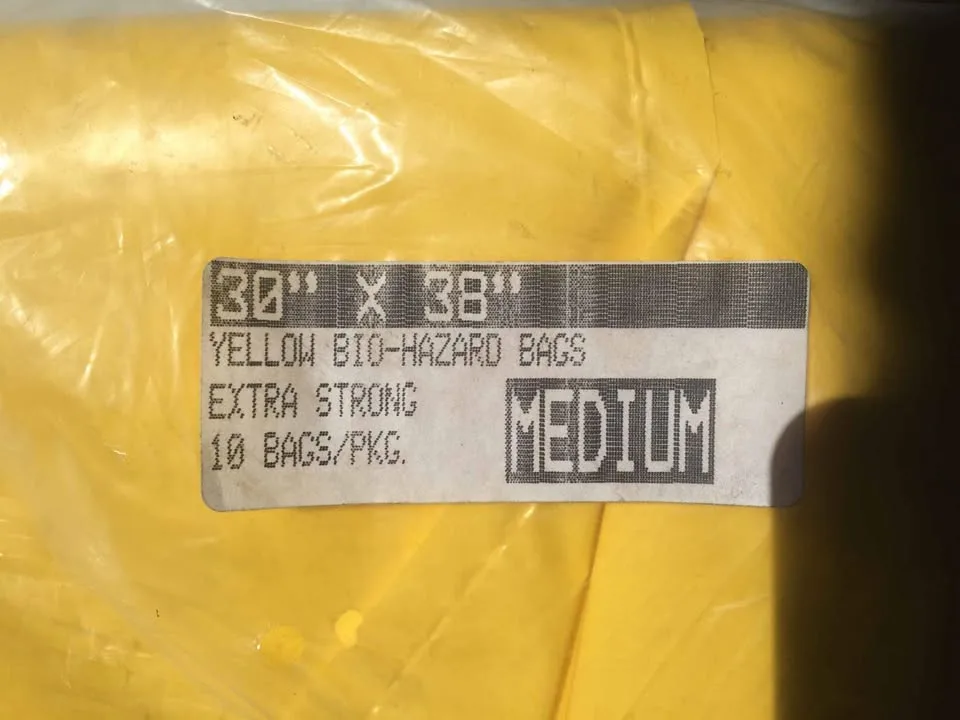 30" X 38"
YELLOW BIO-HAZARD BAGS
EXTRA STRONG
10 BAGS/PKG.
MEDIUM